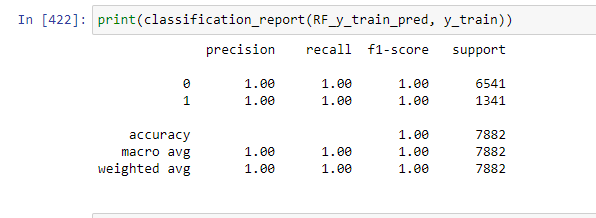 In [422]: print(classification_report(RF_y_train_pred, y_train))
precision recall f1-score support
0 1.00 1.00 1.00 6541
1 1.00 1.00 1.00 1341
accuracy 1.00 7882
macro avg 1.00 1.00 1.00 7882
weighted avg 1.00 1.00 1.00 7882